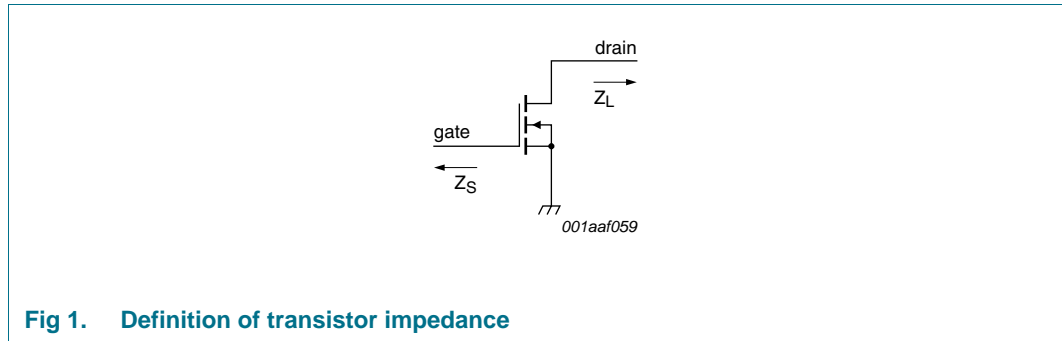 drain
Z_L
gate
Z_S
001aaf059
Fig 1. Definition of transistor impedance